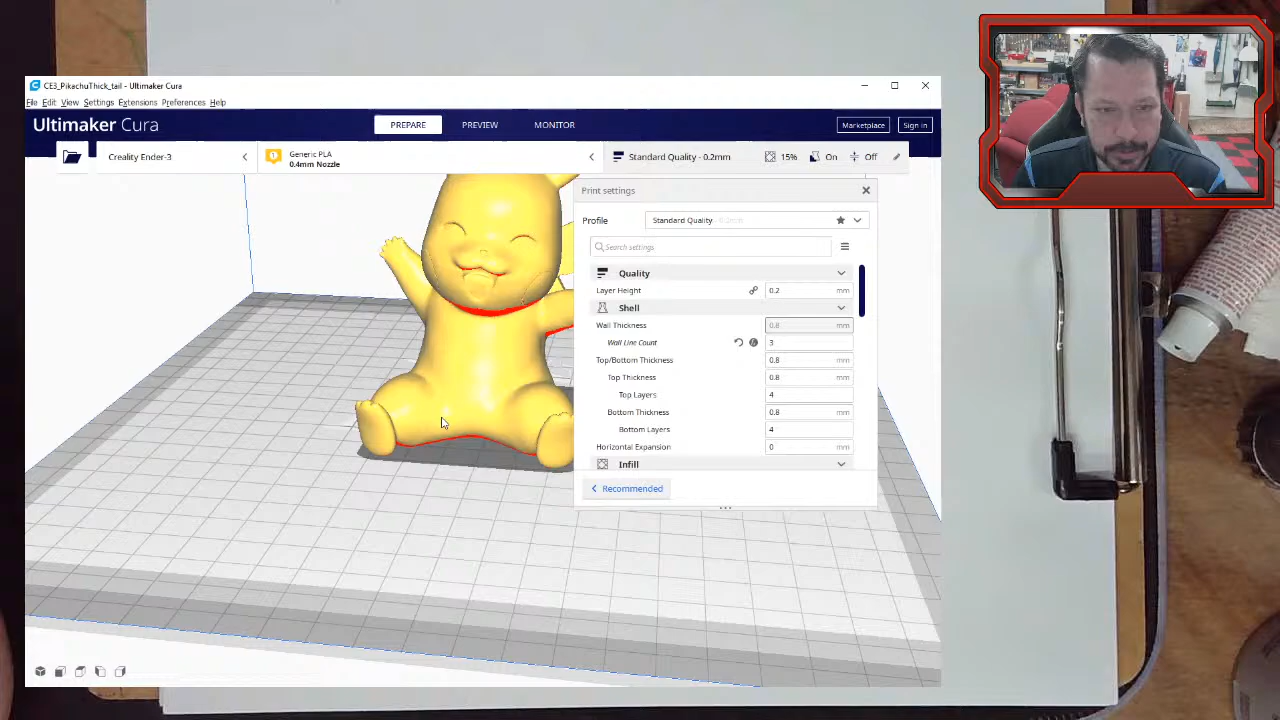 CE3_PikachuThick_tail - Ultimaker Cura
File Edit View Settings Extensions Preferences Help
Ultimaker Cura
PREPARE
PREVIEW
MONITOR
Marketplace
Sign in
Creality Ender-3
1
Generic PLA
0.4mm Nozzle
Standard Quality - 0.2mm
15%
On
Off
Print settings
Profile
Standard Quality - 0.2mm
Search settings
Quality
Layer Height 0.2 mm
Shell
Wall Thickness 0.8 mm
Wall Line Count 3
Top/Bottom Thickness 0.8 mm
Top Thickness 0.8 mm
Top Layers 4
Bottom Thickness 0.8 mm
Bottom Layers 4
Horizontal Expansion 0 mm
Infill
Recommended